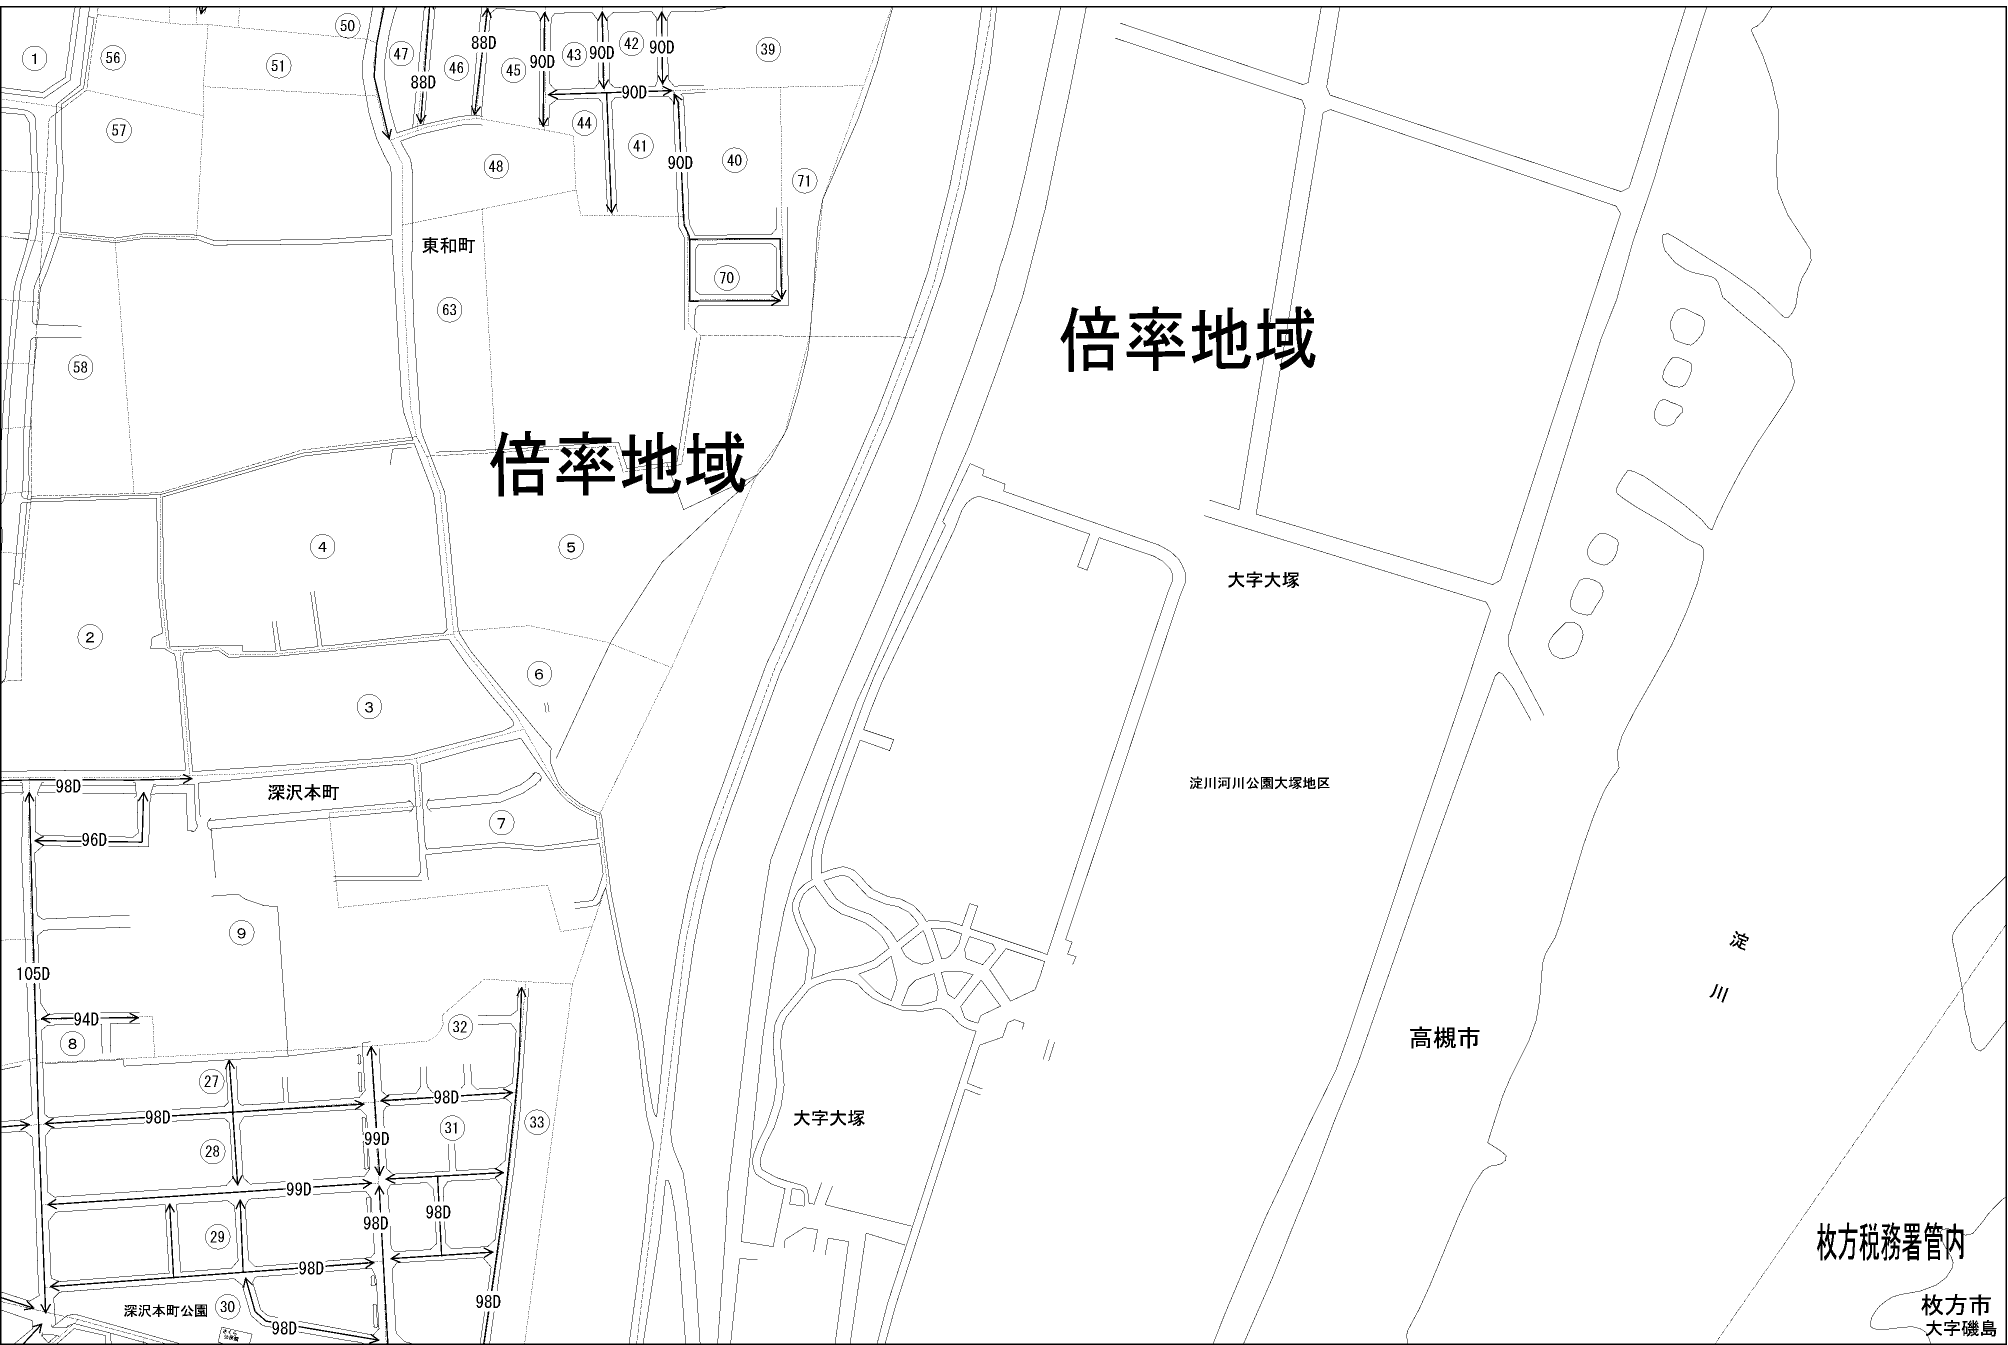 50
47
88D
88D
46
45
90D
43
90D
42
90D
39
1
56
51
90D
57
44
41
90D
40
48
71
東和町
70
63
倍率地域
58
倍率地域
4
5
大字大塚
2
6
3
淀川河川公園大塚地区
98D
深沢本町
96D
7
9
淀
川
105D
94D
8
32
高槻市
27
98D
98D
大字大塚
33
99D
31
28
99D
98D
98D
29
98D
枚方税務署管内
98D
30
深沢本町公園
98D
枚方市
大字磯島